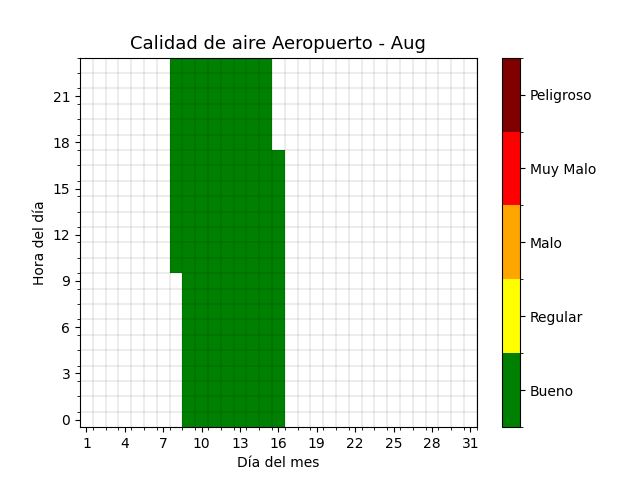 Calidad de aire Aeropuerto - Aug
Hora del día
21
18
15
12
9
6
3
0
1 4 7 10 13 16 19 22 25 28 31
Día del mes
Peligroso
Muy Malo
Malo
Regular
Bueno